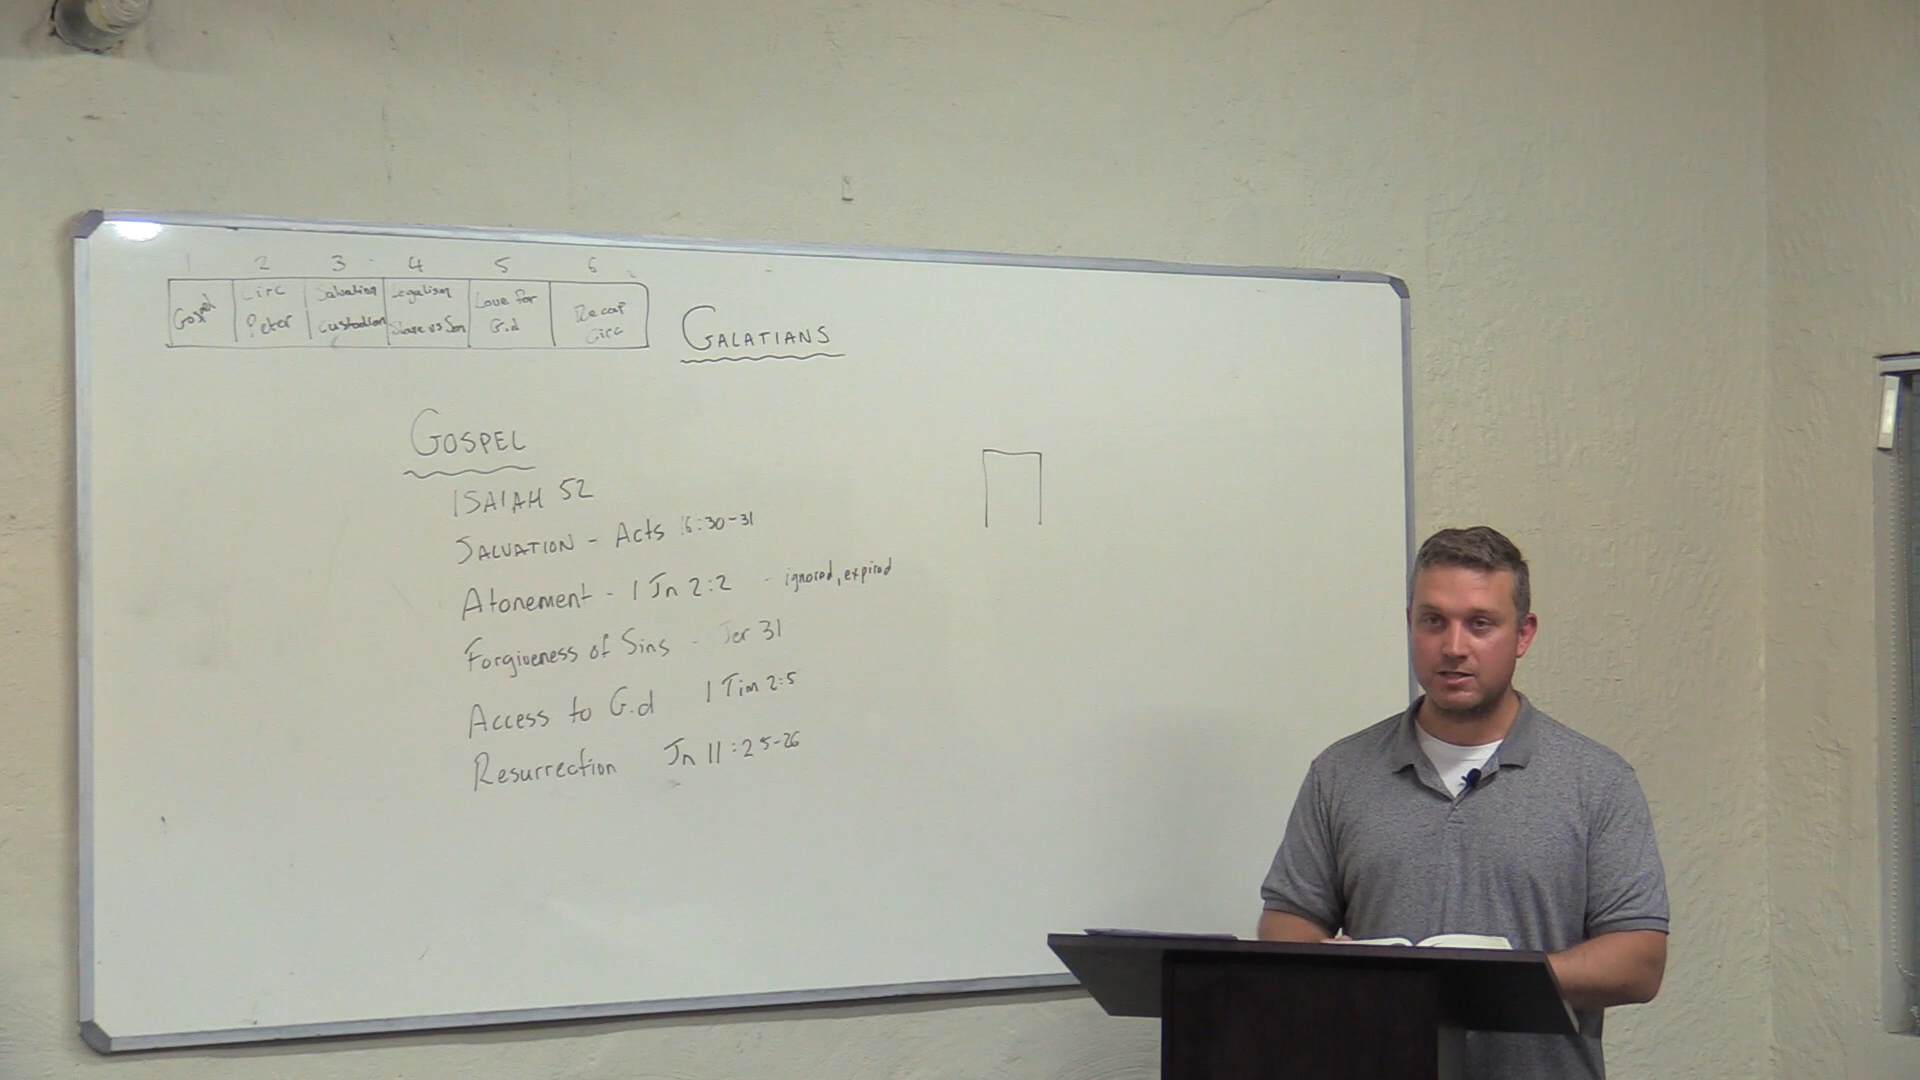 1 2 3 4 5 6
Gospel Circ Salvation Legalism Love for Recap
Peter Custodian Slave vs Son G.d Circ
GALATIANS
GOSPEL
ISAIAH 52
SALVATION - Acts 16:30-31
Atonement - 1 Jn 2:2 - ignored, expired
Forgiveness of Sins - Jer 31
Access to G.d 1 Tim 2:5
Resurrection Jn 11:25-26